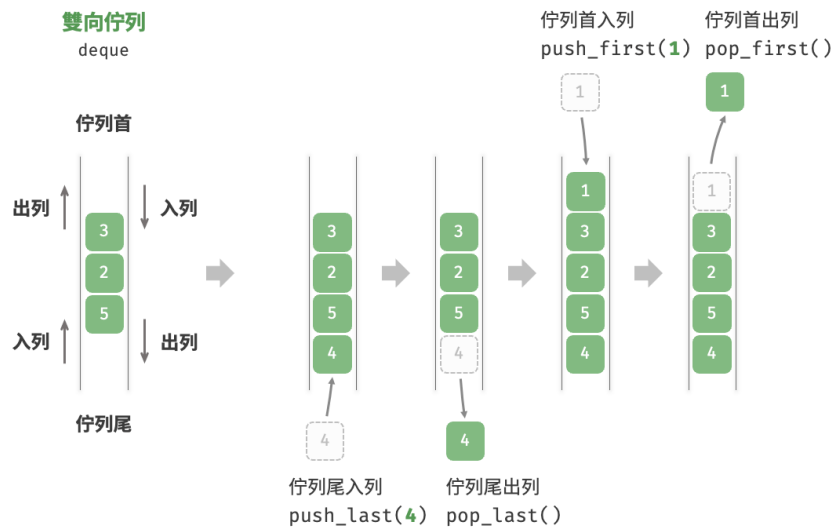 雙向佇列
deque
佇列首
出列
入列
3
2
5
入列
出列
佇列尾
3
2
5
4
4
佇列尾入列
push_last(4)
3
2
5
4
4
佇列尾出列
pop_last()
佇列首入列
push_first(1)
1
1
3
2
5
4
佇列首出列
pop_first()
1
1
3
2
5
4